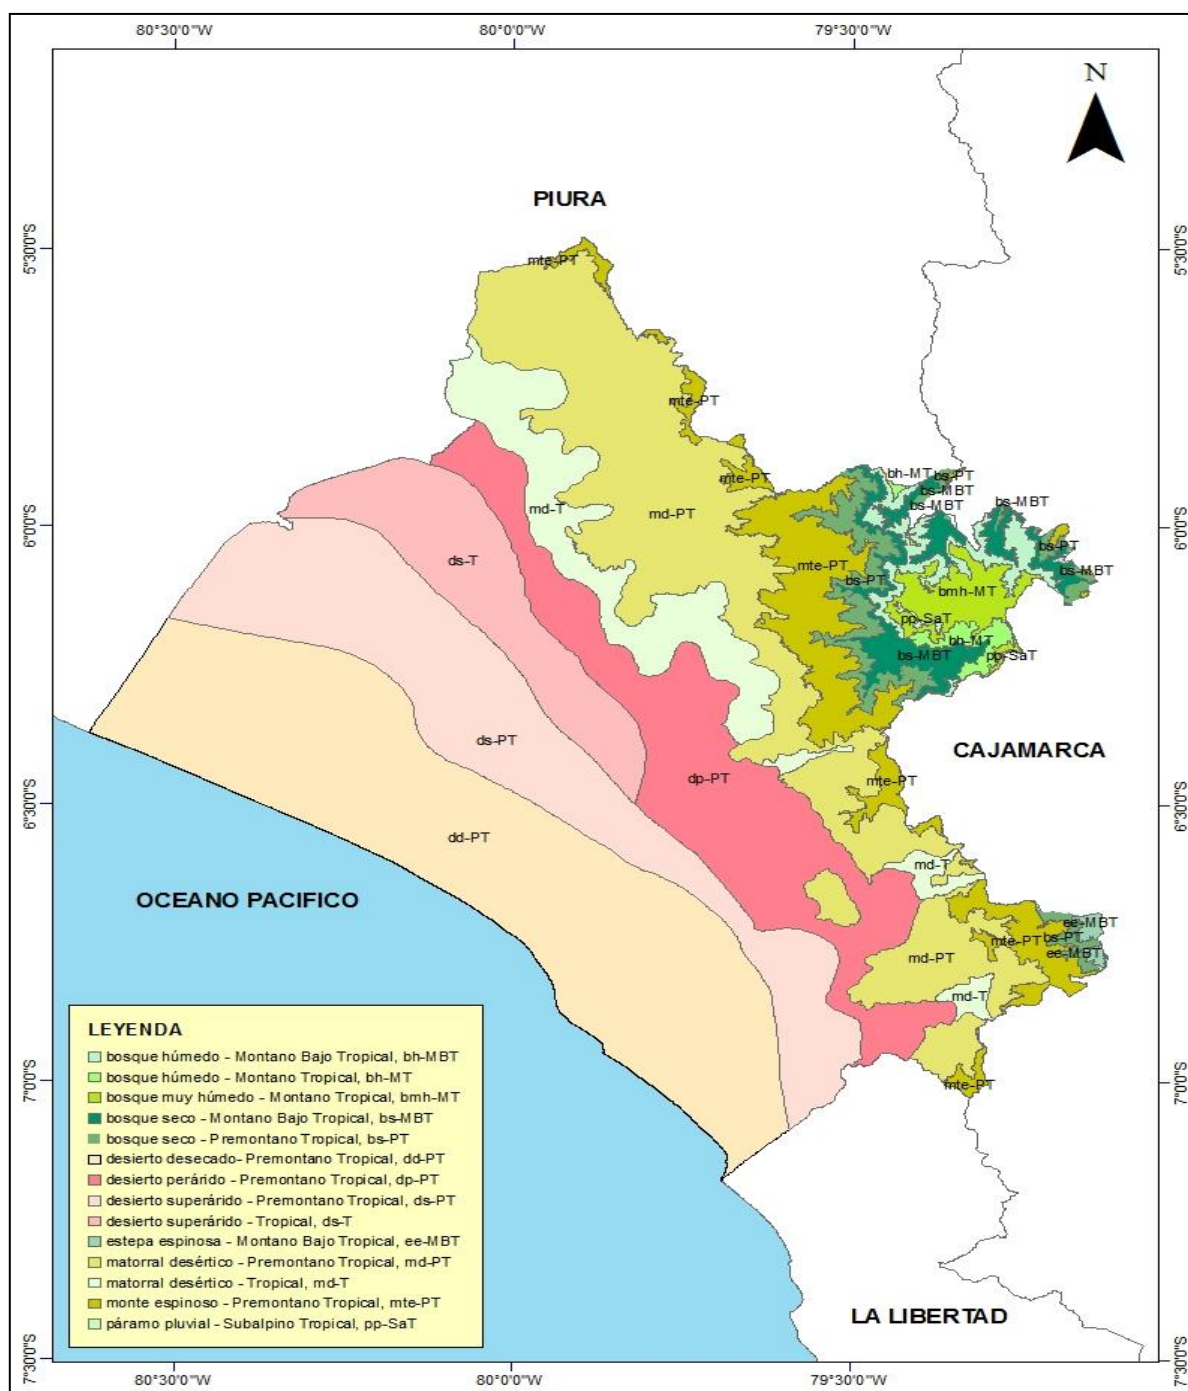 80°30'0"W 80°0'0"W 79°30'0"W
N
PIURA
5°30'0"S 5°30'0"S
mte-PT
mte-PT
mte-PT
bh-MT bs-PT
bs-MBT
bs-MBT bs-MBT
md-T md-PT
6°0'0"S 6°0'0"S
bs-PT
ds-T mte-PT bs-PT bs-MBT
bmh-MT
pp-SaT
bh-MT
bs-MBT pp-SaT
ds-PT CAJAMARCA
dp-PT mte-PT
6°30'0"S 6°30'0"S
dd-PT
md-T
OCEANO PACIFICO
ee-MBT
mte-PT bs-PT
md-PT ee-MBT
md-T
7°0'0"S 7°0'0"S
mte-PT
LEYENDA
bosque húmedo - Montano Bajo Tropical, bh-MBT
bosque húmedo - Montano Tropical, bh-MT
bosque muy húmedo - Montano Tropical, bmh-MT
bosque seco - Montano Bajo Tropical, bs-MBT
bosque seco - Premontano Tropical, bs-PT
desierto desecado- Premontano Tropical, dd-PT
desierto perárido - Premontano Tropical, dp-PT
desierto superárido - Premontano Tropical, ds-PT
desierto superárido - Tropical, ds-T
estepa espinosa - Montano Bajo Tropical, ee-MBT
matorral desértico - Premontano Tropical, md-PT
matorral desértico - Tropical, md-T
monte espinoso - Premontano Tropical, mte-PT
páramo pluvial - Subalpino Tropical, pp-SaT
LA LIBERTAD
7°30'0"S 7°30'0"S
80°30'0"W 80°0'0"W 79°30'0"W